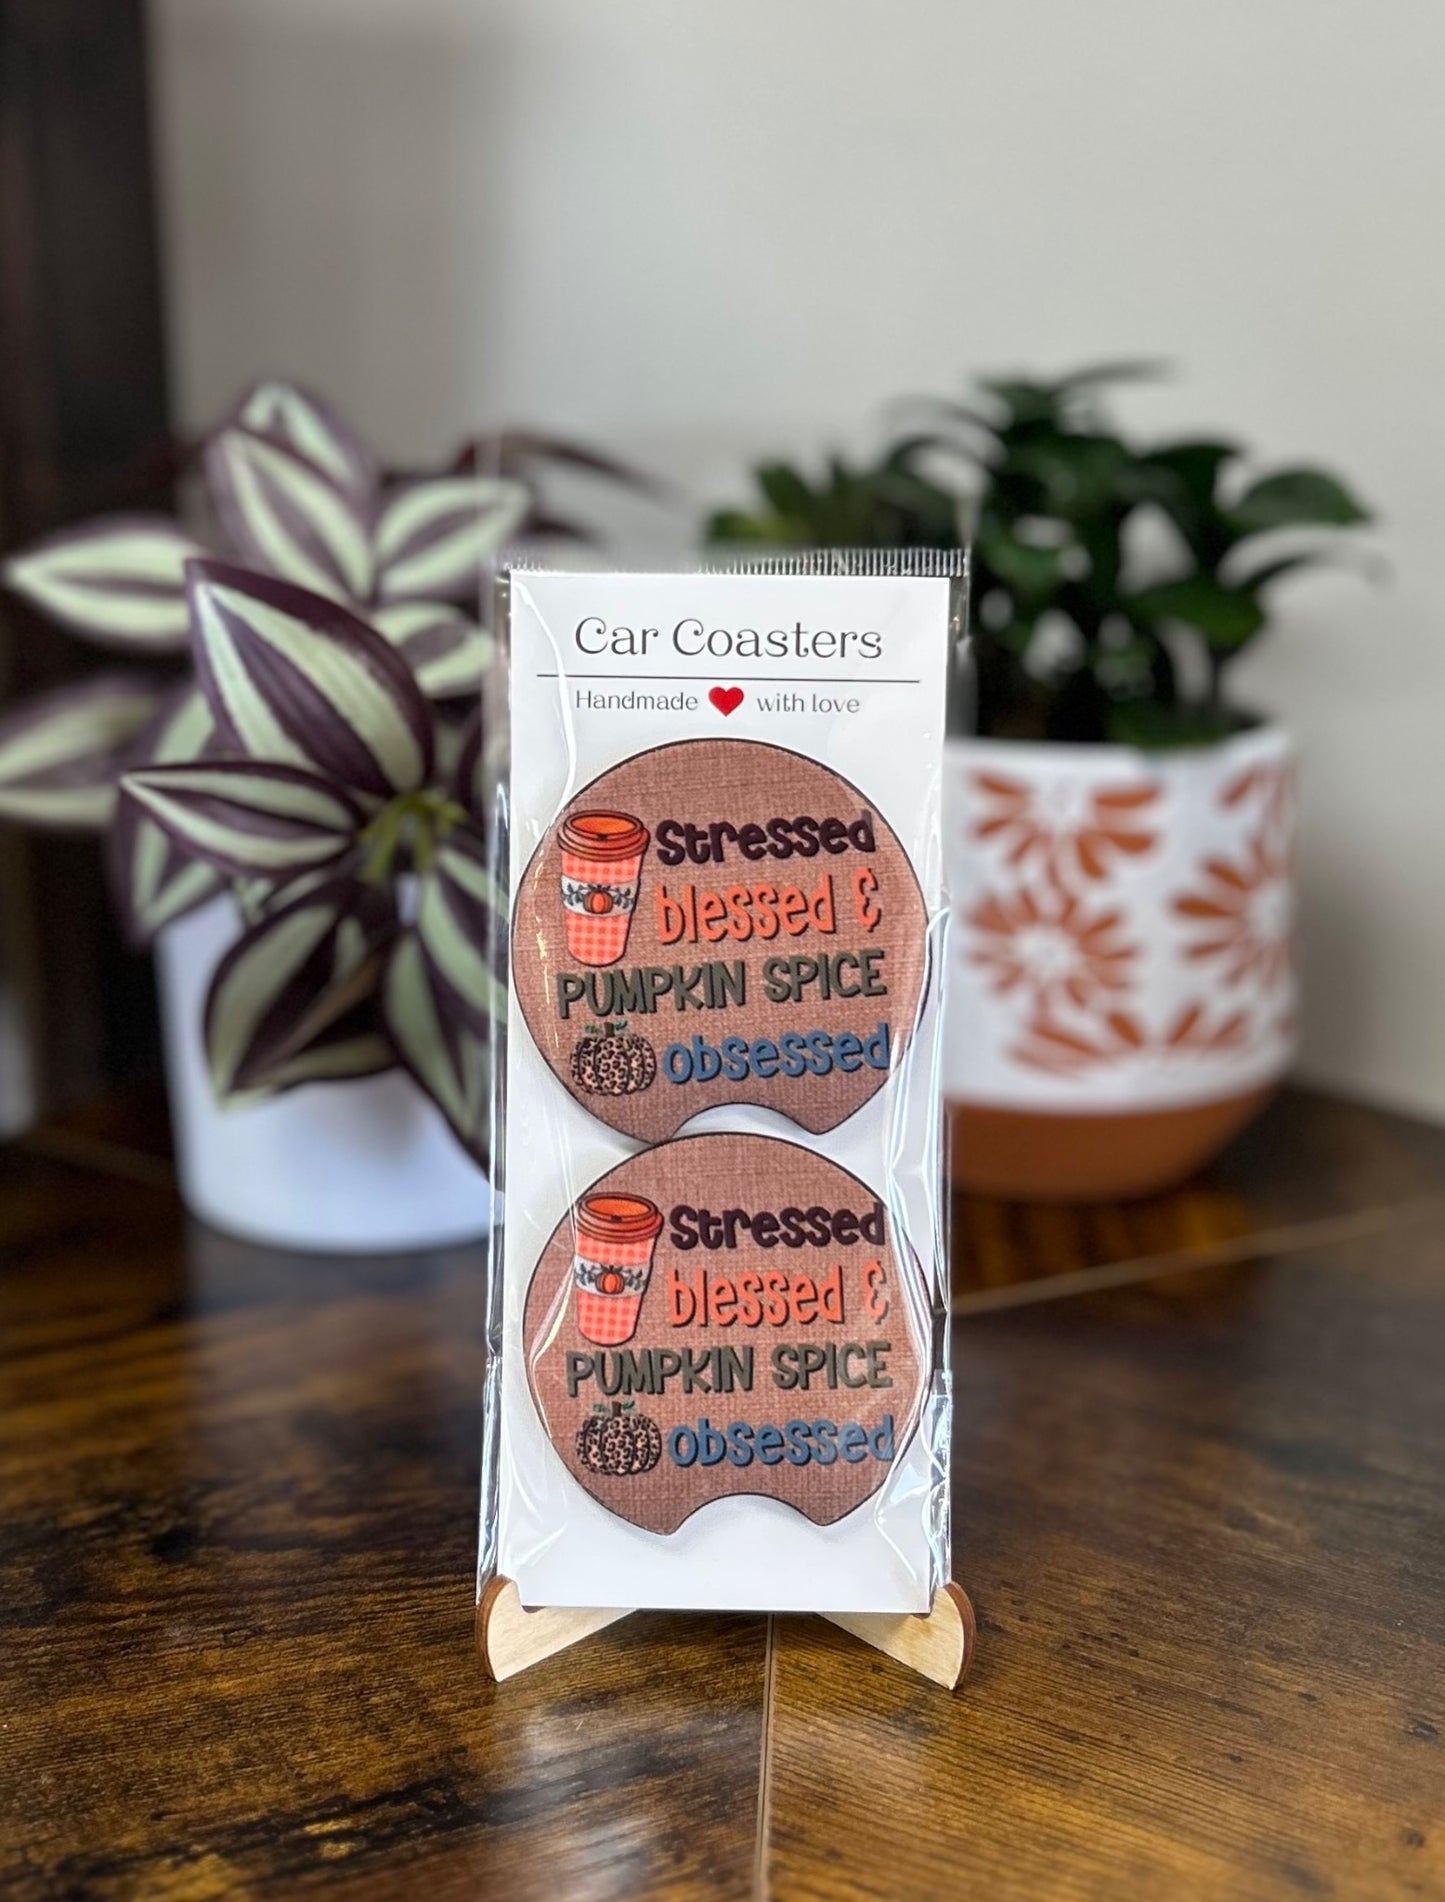 Car Coasters
Handmade ❤ with love
Stressed
blessed &
PUMPKIN SPICE
obsessed
Stressed
blessed &
PUMPKIN SPICE
obsessed